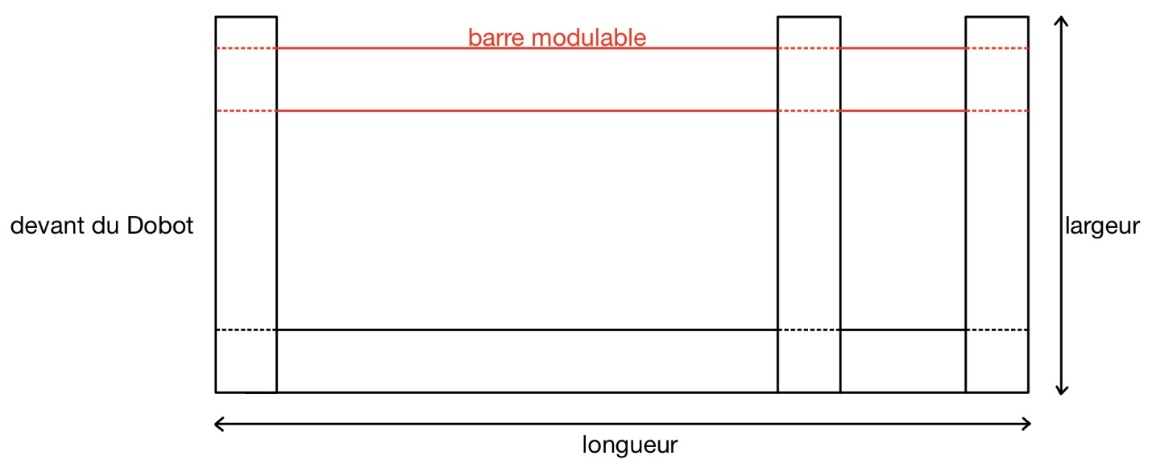 barre modulable
devant du Dobot
largeur
longueur